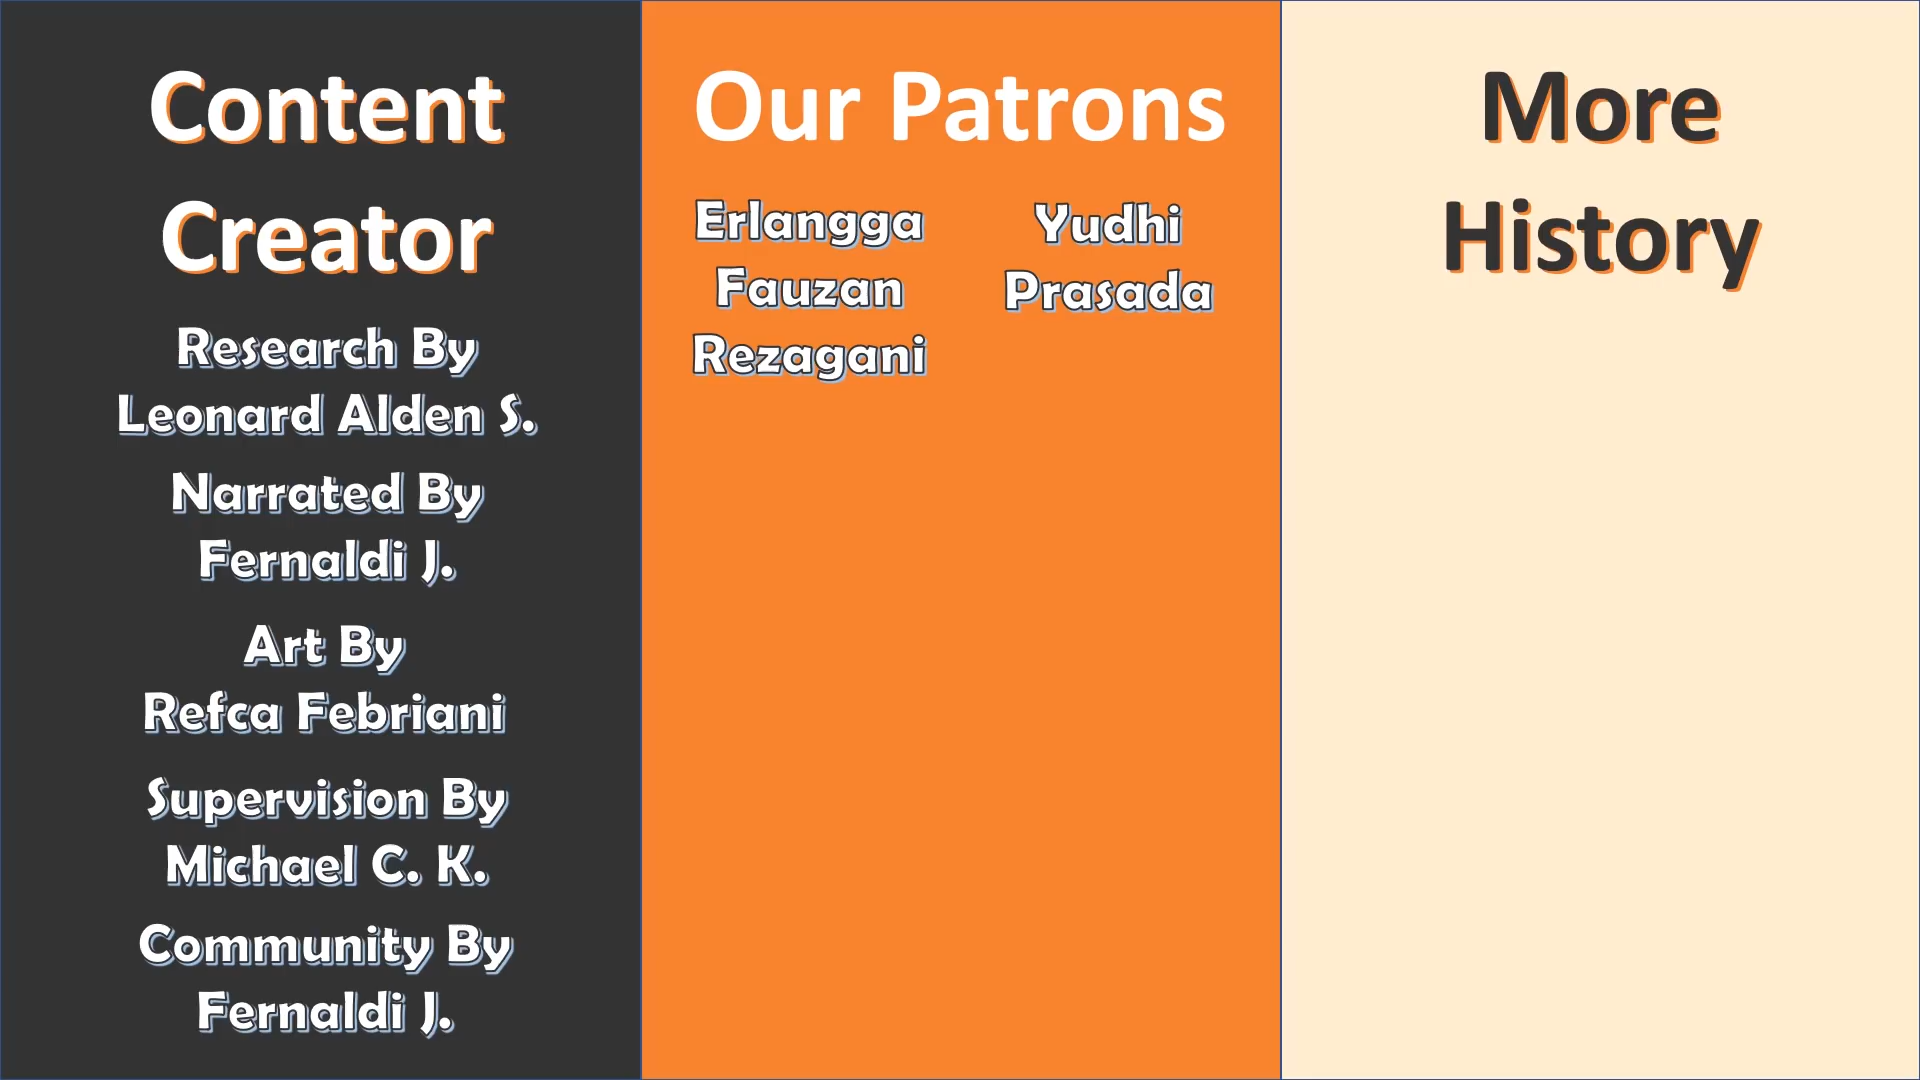 Content
Creator
Research By
Leonard Alden S.
Narrated By
Fernaldi J.
Art By
Refca Febriani
Supervision By
Michael C. K.
Community By
Fernaldi J.
Our Patrons
Erlangga
Fauzan
Rezagani
Yudhi
Prasada
More
History